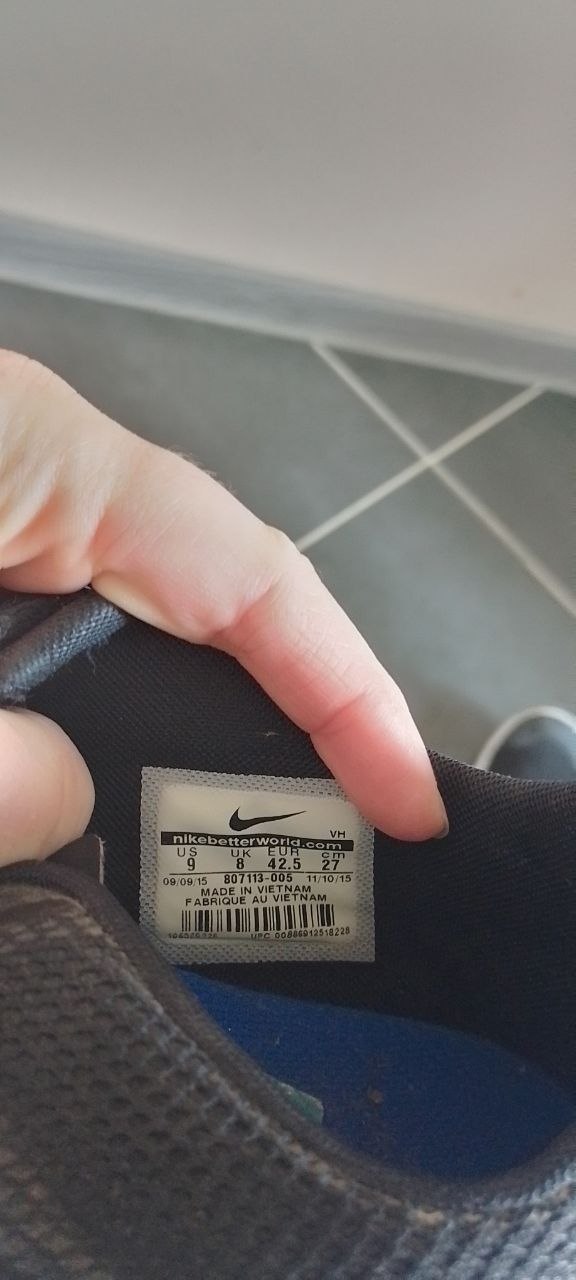 VH
nikebetterworld.com
US UK EUR cm
9 8 42.5 27
09/09/15 807113-005 11/10/15
MADE IN VIETNAM
FABRIQUE AU VIETNAM
UPC 00886912518228